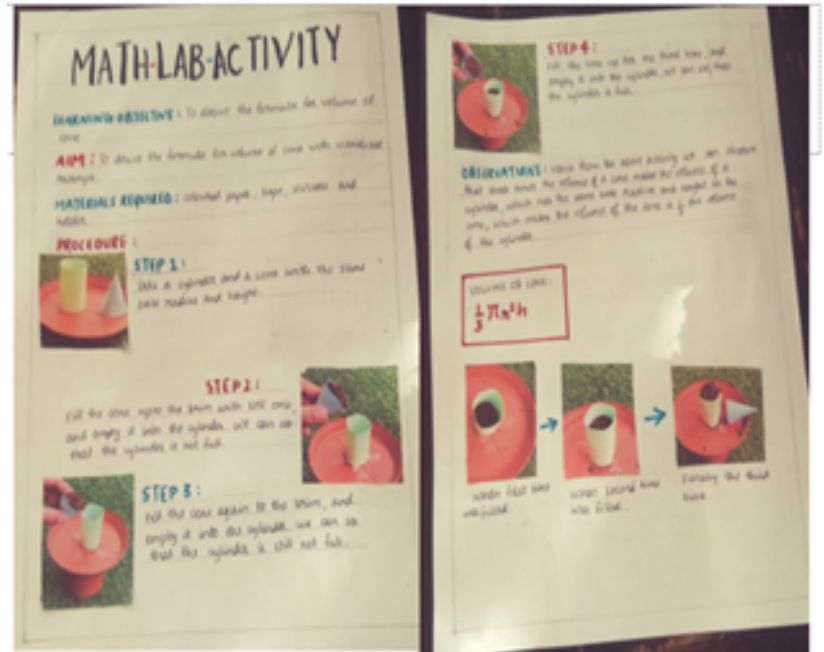 MATH-LAB-ACTIVITY
LEARNING OBJECTIVE: To derive the formula for volume of
cone.
AIM: To derive the formula for volume of cone with
MATERIALS REQUIRED: coloured paper, tape, scissors and
PROCEDURE:
STEP 1:
Take a cylinder and a cone with the same
base radius and height.
STEP 2:
Fill the cone upto the brim with soil once,
and empty it into the cylinder. We can see
that the cylinder is not full.
STEP 3:
Fill the cone again to the brim, and
empty it into the cylinder. We can see
that the cylinder is still not full.
STEP 4:
Fill the cone up for the third time and
empty it into the cylinder. We can see that
the cylinder is full.
OBSERVATIONS: Hence from the above activity we can
that three times the volume of a cone makes the volume of a
cylinder, which has the same base radius and height as the
cone, which makes the volume of the cone is 1/3 the volume
of the cylinder.
VOLUME OF CONE:
1/3 πr²h
When first time
was filled.
When second time
was filled.
the third
time.